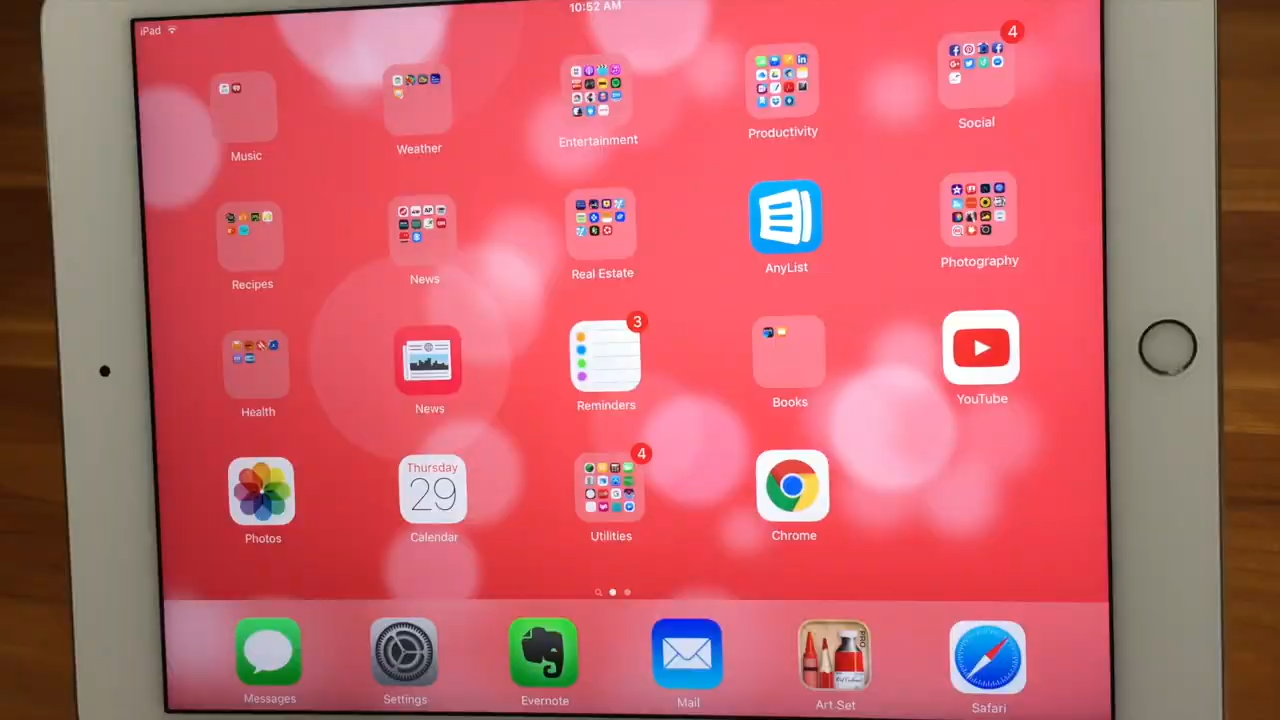 iPad
10:52 AM
4
Music
Weather
Entertainment
Productivity
Social
Recipes
News
Real Estate
AnyList
Photography
3
Health
News
Reminders
Books
YouTube
Thursday
29
4
Photos
Calendar
Utilities
Chrome
PRO
Messages
Settings
Evernote
Mail
Art Set
Safari